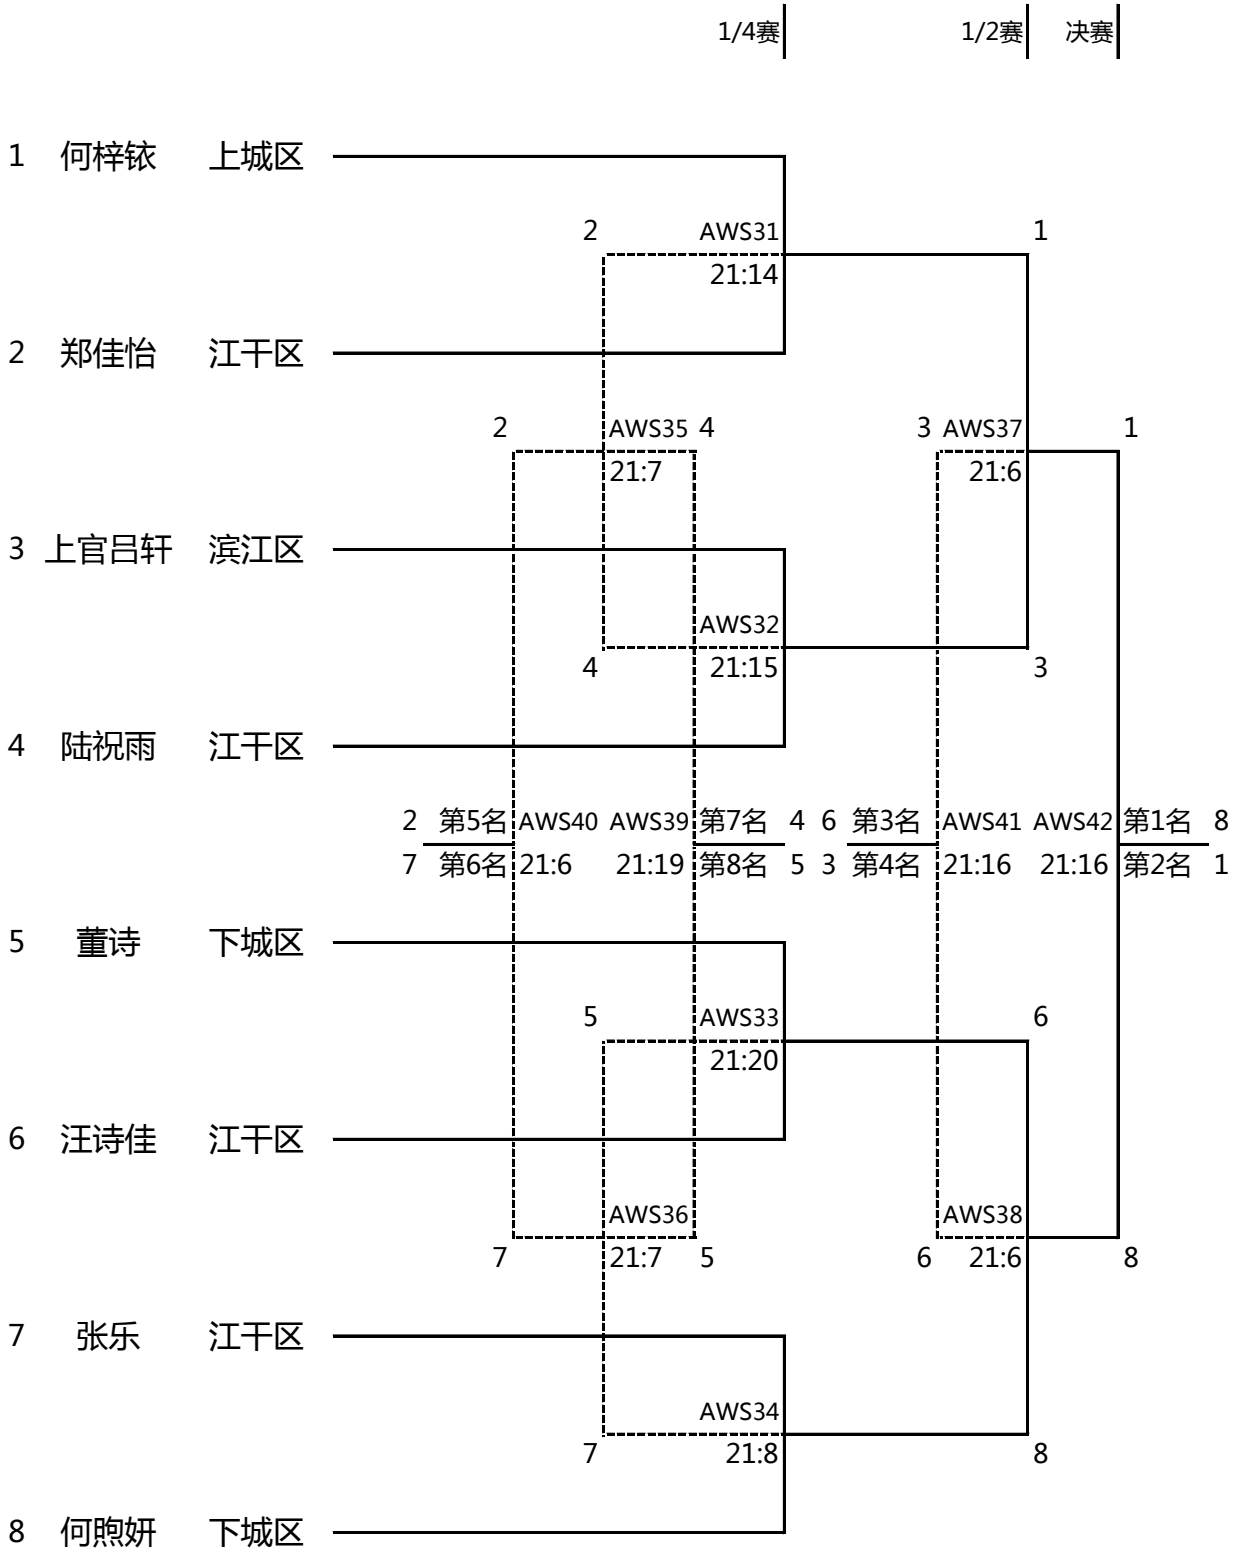 1/4赛 1/2赛 决赛
1 何梓铱 上城区
2 AWS31 1
21:14
2 郑佳怡 江干区
2 AWS35 4 3 AWS37 1
21:7 21:6
3 上官吕轩 滨江区
AWS32
4 21:15 3
4 陆祝雨 江干区
2 第5名 AWS40 AWS39 第7名 4 6 第3名 AWS41 AWS42 第1名 8
7 第6名 21:6 21:19 第8名 5 3 第4名 21:16 21:16 第2名 1
5 董诗 下城区
5 AWS33 6
21:20
6 汪诗佳 江干区
AWS36 AWS38
7 21:7 5 6 21:6 8
7 张乐 江干区
AWS34
7 21:8 8
8 何煦妍 下城区